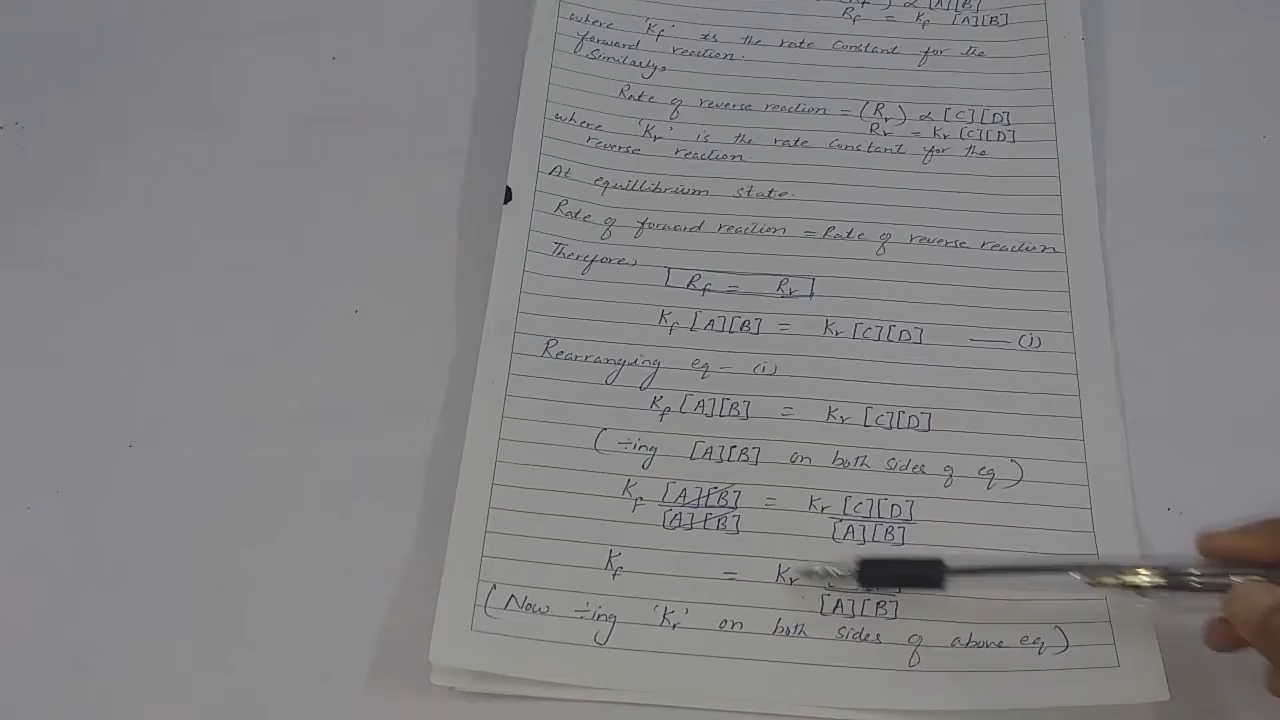 ) ∝ [A][B]
Rf = Kf [A][B]
where 'Kf' is the rate constant for the
forward reaction.
Similarly,
Rate of reverse reaction = (Rr) ∝ [C][D]
Rr = Kr [C][D]
where 'Kr' is the rate constant for the
reverse reaction.
At equillibrium state.
Rate of forward reaction = Rate of reverse reaction
Therefore,
Rf = Rr
Kf [A][B] = Kr [C][D] —— (i)
Rearranging eq - (i)
Kf [A][B] = Kr [C][D]
(÷ing [A][B] on both sides of eq)
Kf [A][B] = Kr [C][D]
[A][B] [A][B]
Kf = Kr
[A][B]
(Now ÷ing 'Kr' on both sides of above eq)